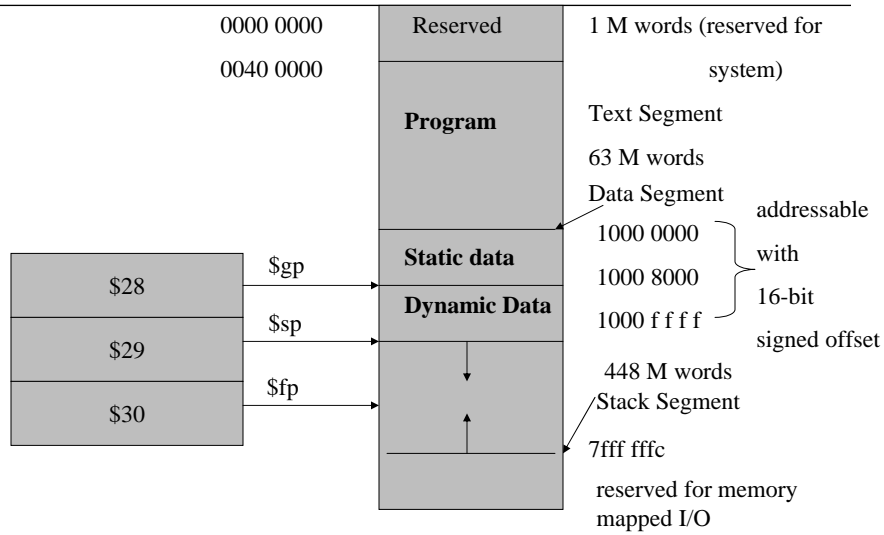 0000 0000
Reserved
1 M words (reserved for
0040 0000
system)
Program
Text Segment
63 M words
Data Segment
addressable
1000 0000
with
$gp
Static data
$28
1000 8000
16-bit
Dynamic Data
1000 f f f f
$sp
signed offset
$29
448 M words
$fp
Stack Segment
$30
7fff fffc
reserved for memory
mapped I/O